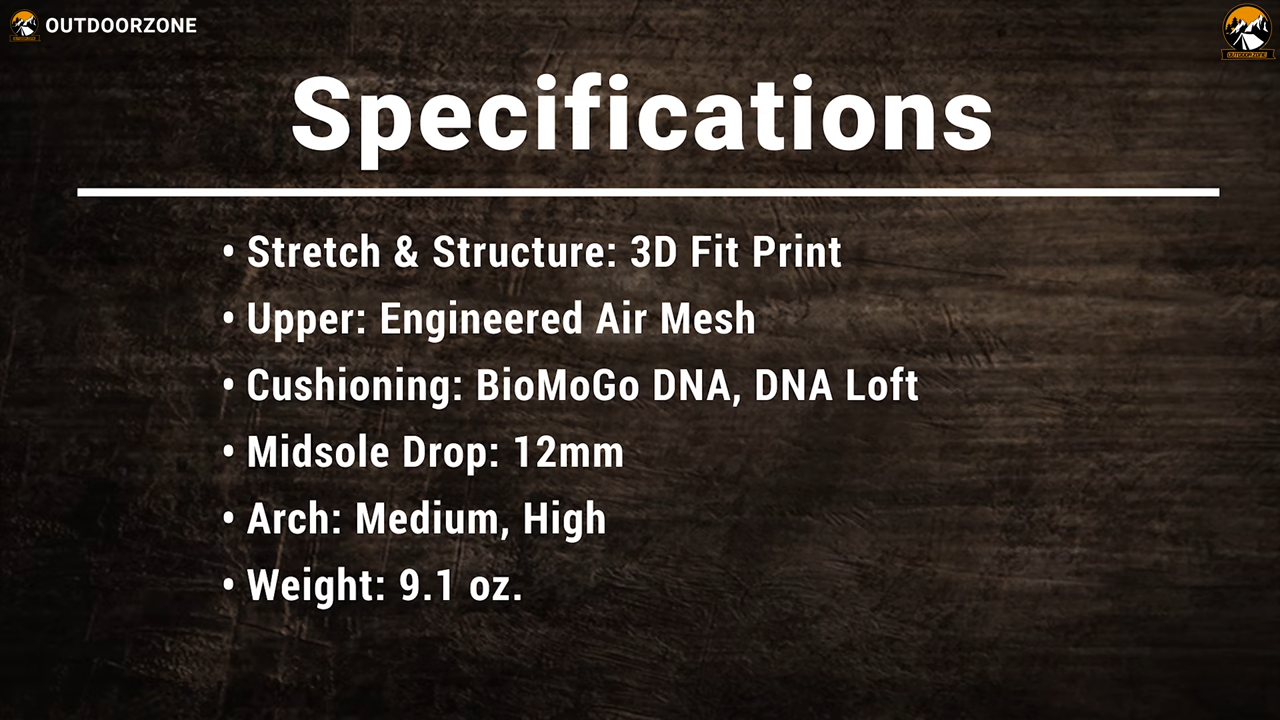 OUTDOORZONE
OUTDOORZONE
Specifications
• Stretch & Structure: 3D Fit Print
• Upper: Engineered Air Mesh
• Cushioning: BioMoGo DNA, DNA Loft
• Midsole Drop: 12mm
• Arch: Medium, High
• Weight: 9.1 oz.